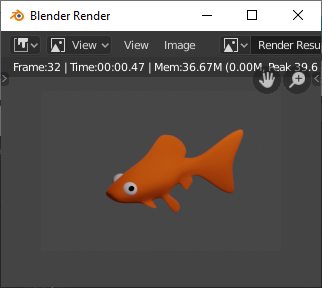 Blender Render
View View Image Render Resu
Frame:32 | Time:00:00.47 | Mem:36.67M (0.00M, Peak 39.6